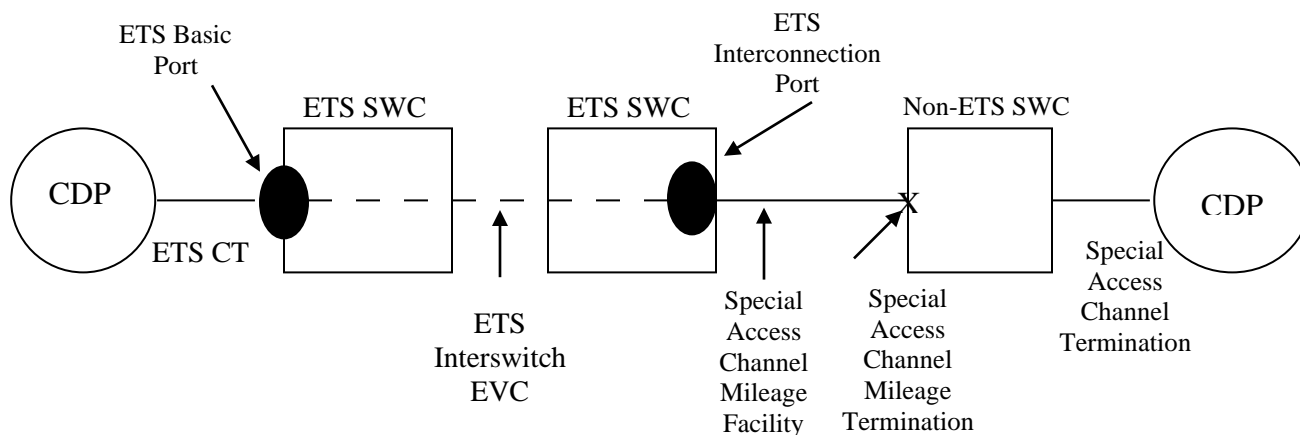 ETS Basic
Port
ETS
Interconnection
Port
ETS SWC
ETS SWC
Non-ETS SWC
CDP
CDP
ETS CT
X
ETS
Interswitch
EVC
Special
Access
Channel
Mileage
Facility
Special
Access
Channel
Mileage
Termination
Special
Access
Channel
Termination